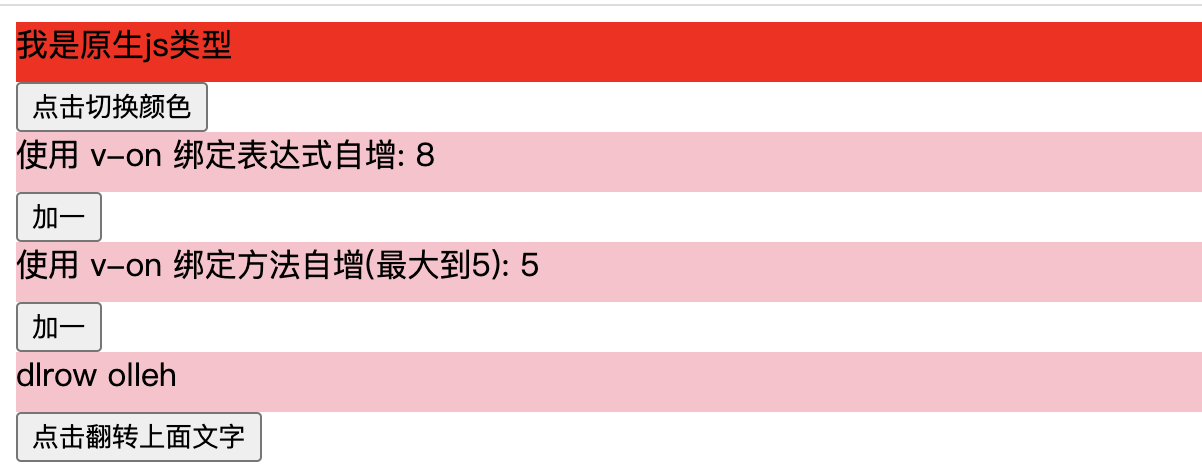 我是原生js类型
点击切换颜色
使用 v-on 绑定表达式自增: 8
加一
使用 v-on 绑定方法自增(最大到5): 5
加一
dlrow olleh
点击翻转上面文字